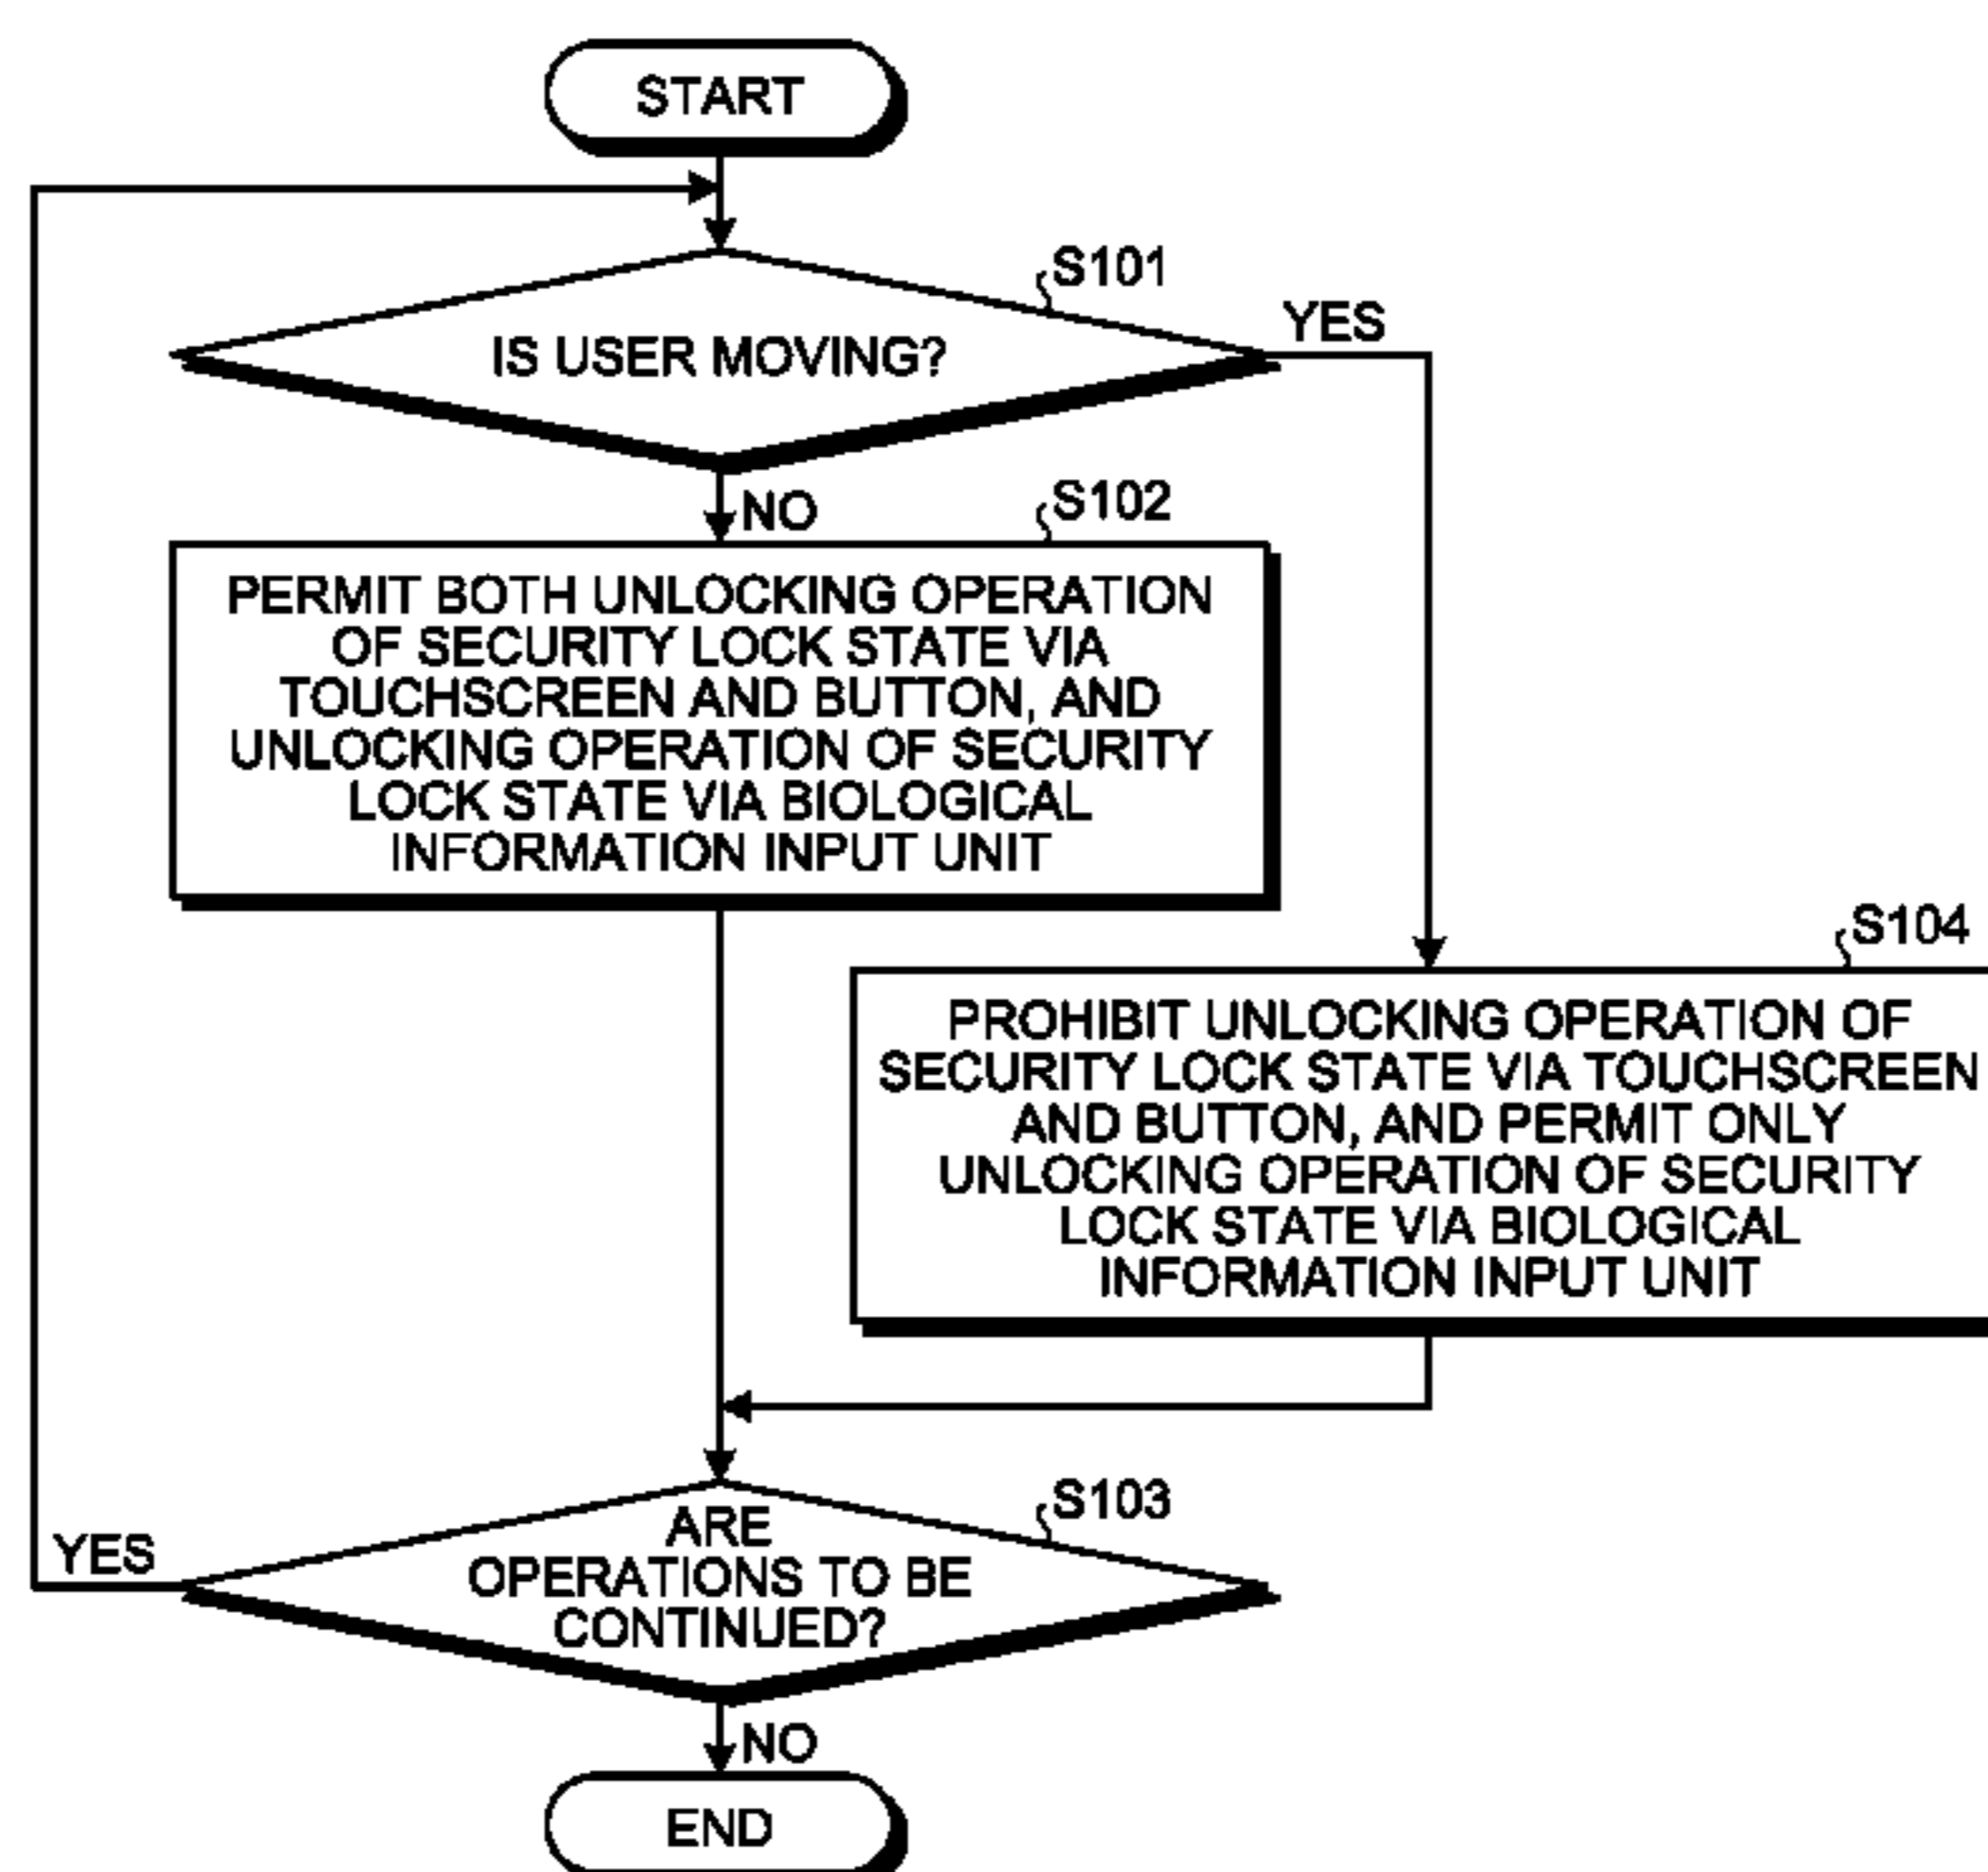 START
S101
IS USER MOVING?
YES
NO
S102
PERMIT BOTH UNLOCKING OPERATION
OF SECURITY LOCK STATE VIA
TOUCHSCREEN AND BUTTON, AND
UNLOCKING OPERATION OF SECURITY
LOCK STATE VIA BIOLOGICAL
INFORMATION INPUT UNIT
S104
PROHIBIT UNLOCKING OPERATION OF
SECURITY LOCK STATE VIA TOUCHSCREEN
AND BUTTON, AND PERMIT ONLY
UNLOCKING OPERATION OF SECURITY
LOCK STATE VIA BIOLOGICAL
INFORMATION INPUT UNIT
S103
ARE
OPERATIONS TO BE
CONTINUED?
YES
NO
END